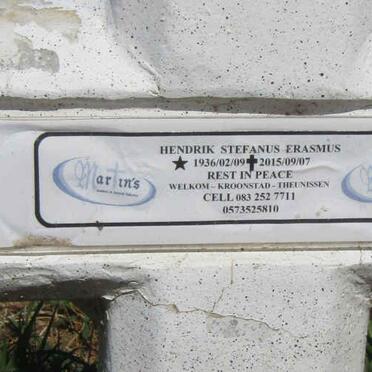 HENDRIK STEFANUS ERASMUS
★ 1936/02/09 ✝ 2015/09/07
REST IN PEACE
WELKOM – KROONSTAD – THEUNISSEN
CELL 083 252 7711
0573525810
Martin's